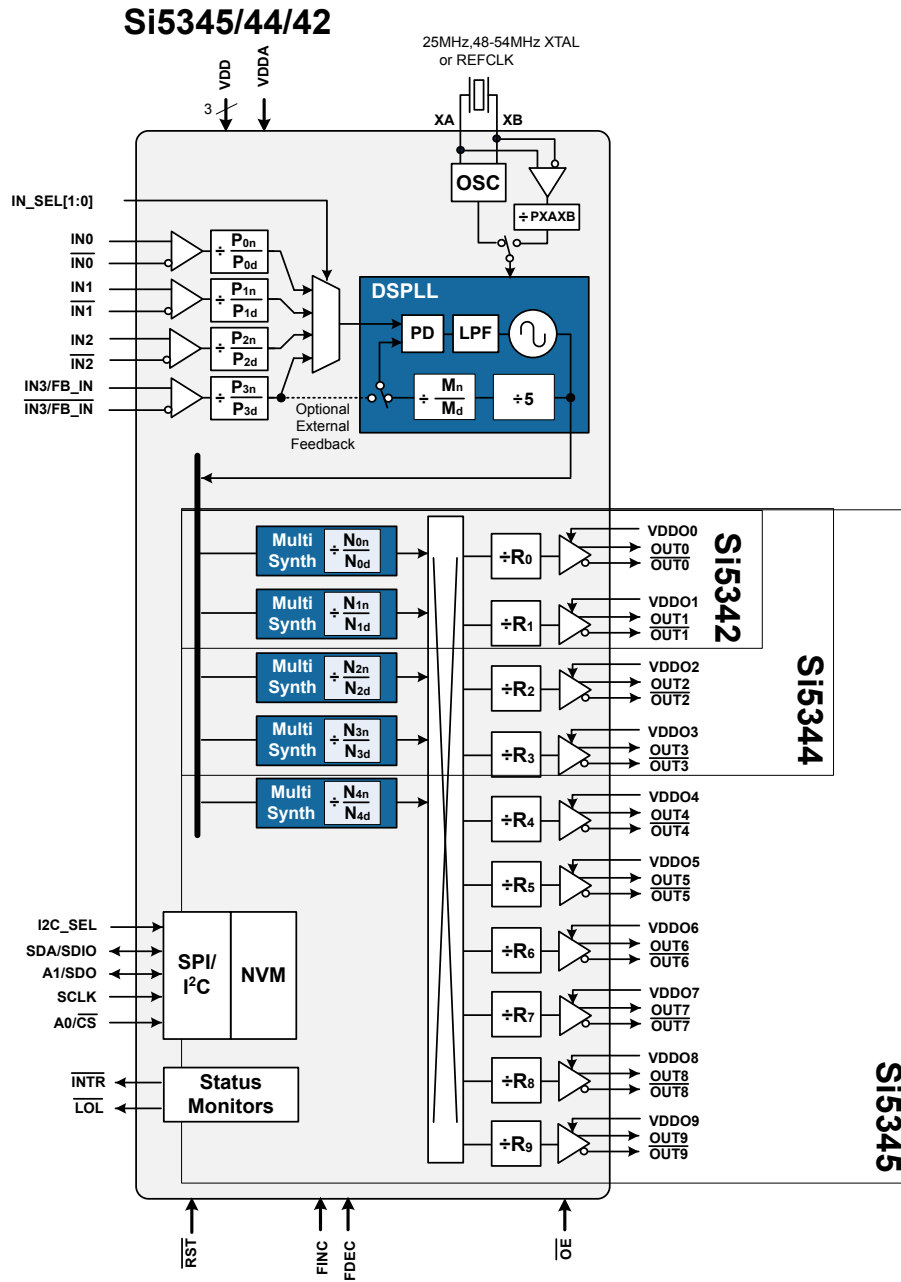 Si5345/44/42
25MHz,48-54MHz XTAL
or REFCLK
VDD
VDDA
3
XA
XB
OSC
÷PXAXB
IN_SEL[1:0]
IN0
IN0
÷ P0n
P0d
IN1
IN1
÷ P1n
P1d
IN2
IN2
÷ P2n
P2d
IN3/FB_IN
IN3/FB_IN
÷ P3n
P3d
DSPLL
PD
LPF
÷ Mn
Md
÷5
Optional
External
Feedback
Multi
Synth
÷ N0n
N0d
Multi
Synth
÷ N1n
N1d
Multi
Synth
÷ N2n
N2d
Multi
Synth
÷ N3n
N3d
Multi
Synth
÷ N4n
N4d
÷R0
VDDO0
OUT0
OUT0
÷R1
VDDO1
OUT1
OUT1
Si5342
÷R2
VDDO2
OUT2
OUT2
÷R3
VDDO3
OUT3
OUT3
Si5344
÷R4
VDDO4
OUT4
OUT4
÷R5
VDDO5
OUT5
OUT5
÷R6
VDDO6
OUT6
OUT6
÷R7
VDDO7
OUT7
OUT7
÷R8
VDDO8
OUT8
OUT8
÷R9
VDDO9
OUT9
OUT9
Si5345
I2C_SEL
SDA/SDIO
A1/SDO
SCLK
A0/CS
SPI/
I²C
NVM
INTR
LOL
Status
Monitors
RST
FINC
FDEC
OE